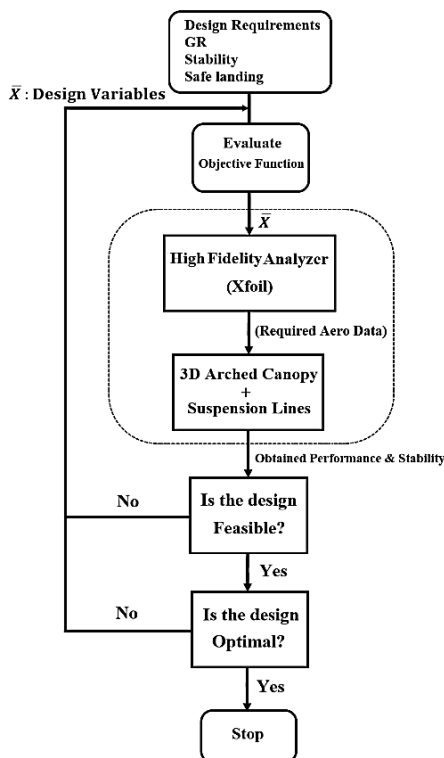 Design Requirements
GR
Stability
Safe landing
X̄ : Design Variables
Evaluate
Objective Function
X̄
High Fidelity Analyzer
(Xfoil)
(Required Aero Data)
3D Arched Canopy
+
Suspension Lines
Obtained Performance & Stability
No
Is the design
Feasible?
Yes
No
Is the design
Optimal?
Yes
Stop